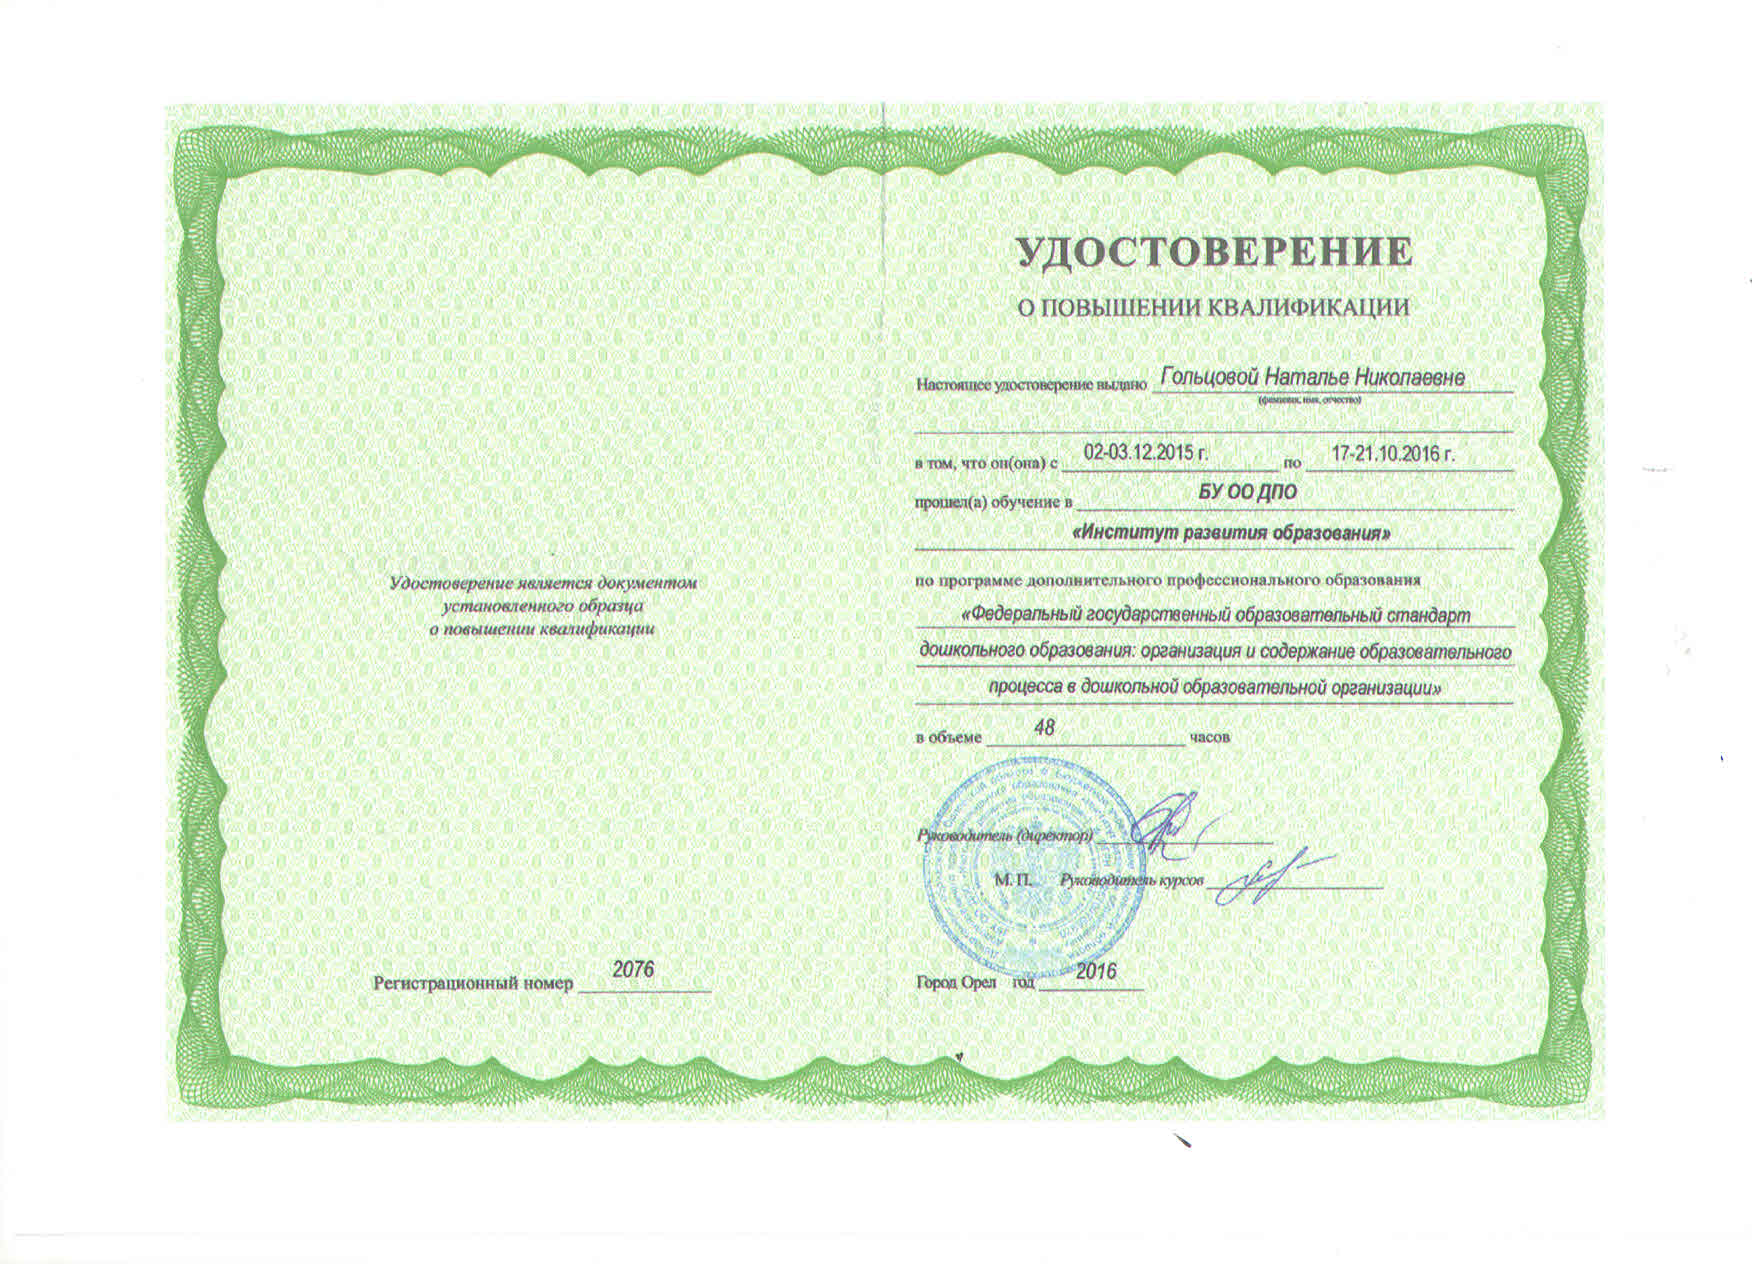 Удостоверение является документом
установленного образца
о повышении квалификации
Регистрационный номер 2076
УДОСТОВЕРЕНИЕ
О ПОВЫШЕНИИ КВАЛИФИКАЦИИ
Настоящее удостоверение выдано Гольцовой Наталье Николаевне
(фамилия, имя, отчество)
в том, что он(она) с 02-03.12.2015 г. по 17-21.10.2016 г.
прошел(а) обучение в БУ ОО ДПО
«Институт развития образования»
по программе дополнительного профессионального образования
«Федеральный государственный образовательный стандарт
дошкольного образования: организация и содержание образовательного
процесса в дошкольной образовательной организации»
в объеме 48 часов
Руководитель (директор)
М. П. Руководитель курсов
Город Орел год 2016